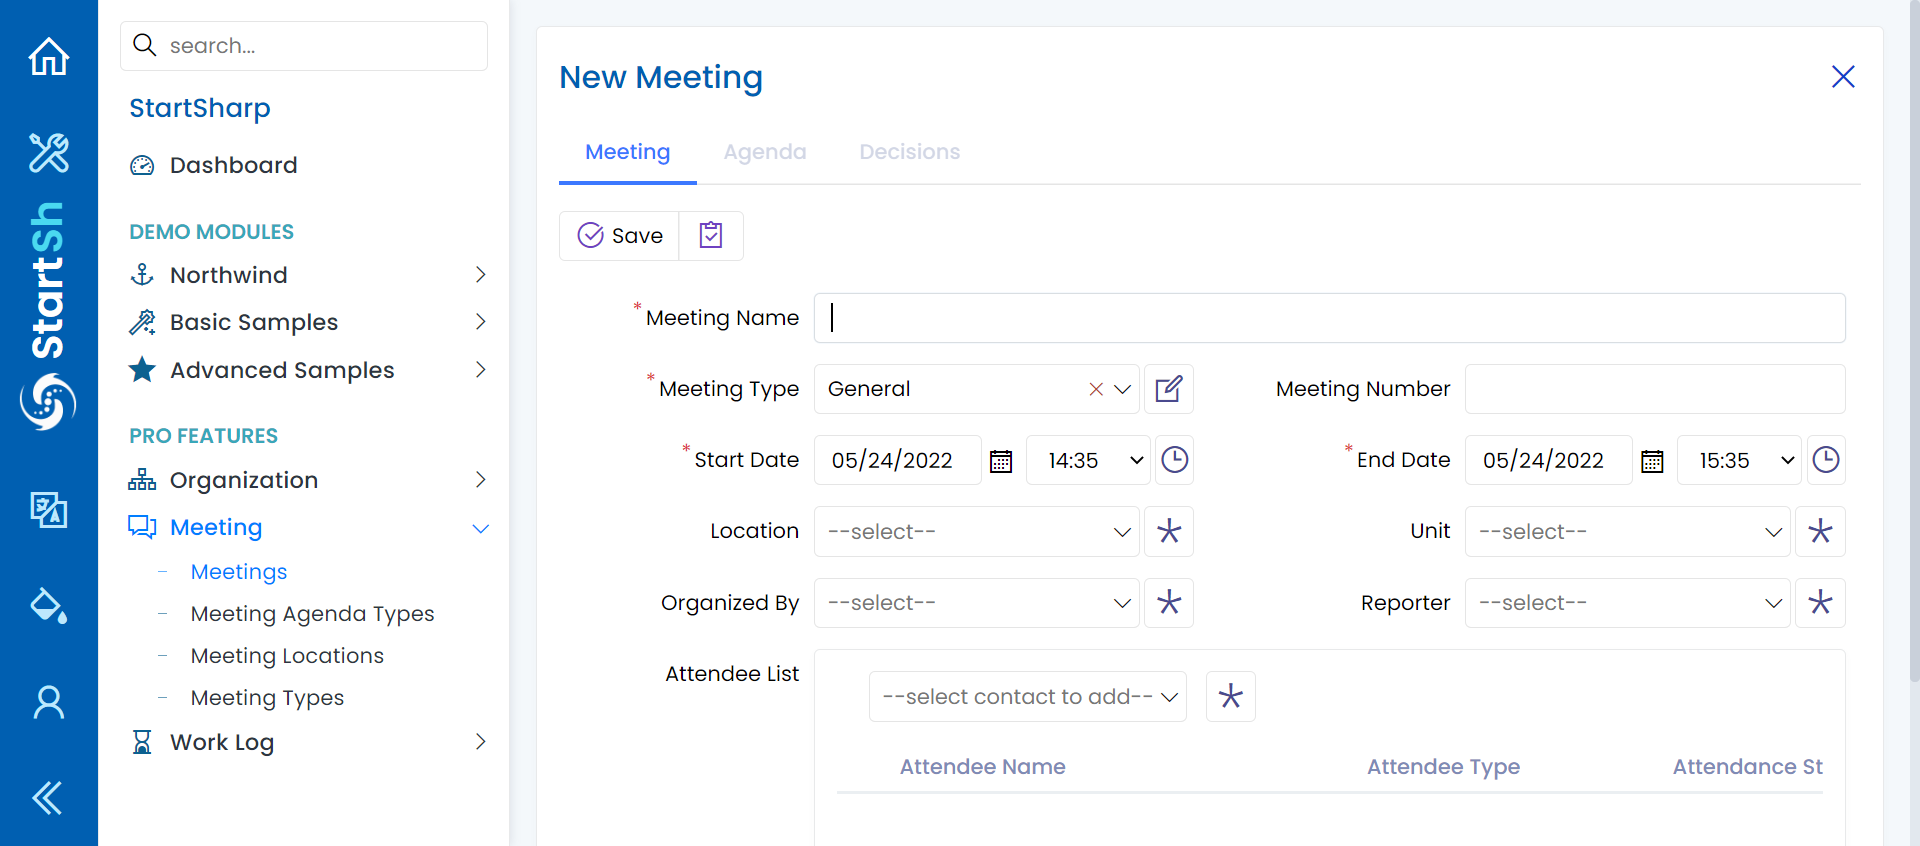 StartSh
search...
StartSharp
Dashboard
DEMO MODULES
Northwind
Basic Samples
Advanced Samples
PRO FEATURES
Organization
Meeting
Meetings
Meeting Agenda Types
Meeting Locations
Meeting Types
Work Log
New Meeting
Meeting Agenda Decisions
Save
* Meeting Name
* Meeting Type General Meeting Number
* Start Date 05/24/2022 14:35 * End Date 05/24/2022 15:35
Location --select-- Unit --select--
Organized By --select-- Reporter --select--
Attendee List
--select contact to add--
Attendee Name Attendee Type Attendance St